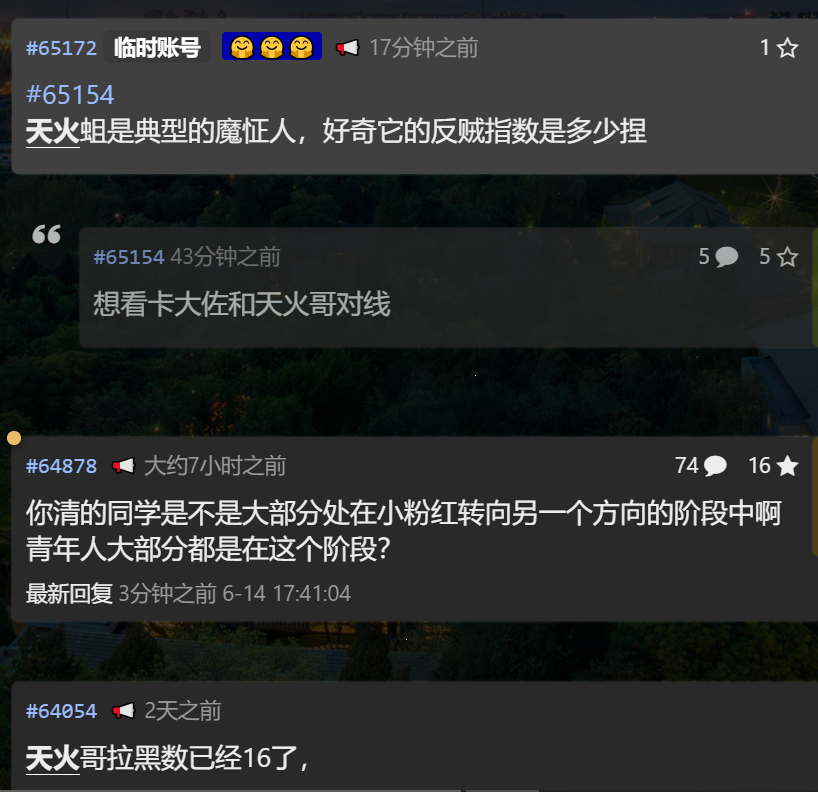 #65172 临时账号 🤗🤗🤗 📢 17分钟之前 1 ☆
#65154
天火蛆是典型的魔怔人，好奇它的反贼指数是多少捏
#65154 43分钟之前 5 5 ☆
想看卡大佐和天火哥对线
#64878 📢 大约7小时之前 74 16 ★
你清的同学是不是大部分处在小粉红转向另一个方向的阶段中啊
青年人大部分都是在这个阶段?
最新回复 3分钟之前 6-14 17:41:04
#64054 📢 2天之前
天火哥拉黑数已经16了，